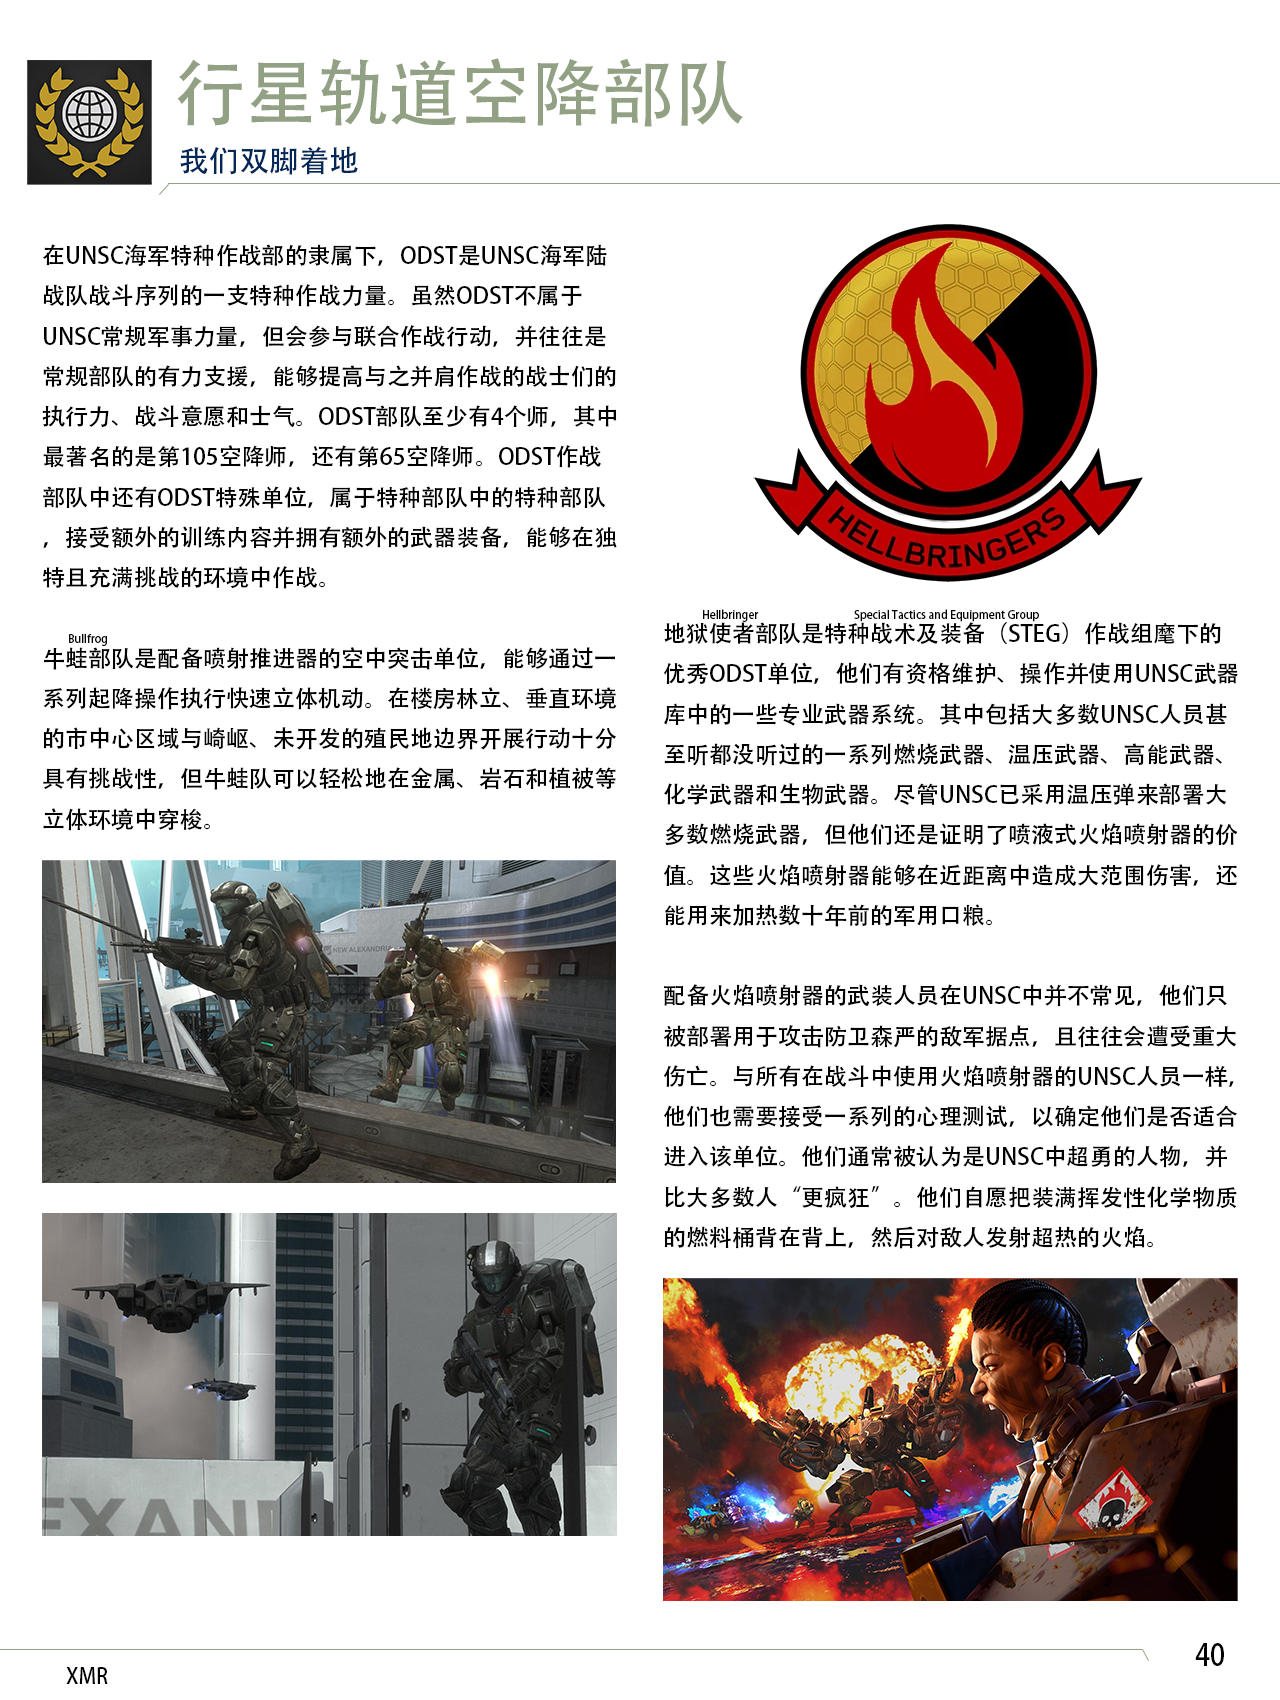 行星轨道空降部队
我们双脚着地
在UNSC海军特种作战部的隶属下，ODST是UNSC海军陆
战队战斗序列的一支特种作战力量。虽然ODST不属于
UNSC常规军事力量，但会参与联合作战行动，并往往是
常规部队的有力支援，能够提高与之并肩作战的战士们的
执行力、战斗意愿和士气。ODST部队至少有4个师，其中
最著名的是第105空降师，还有第65空降师。ODST作战
部队中还有ODST特殊单位，属于特种部队中的特种部队
，接受额外的训练内容并拥有额外的武器装备，能够在独
特且充满挑战的环境中作战。
Bullfrog
牛蛙部队是配备喷射推进器的空中突击单位，能够通过一
系列起降操作执行快速立体机动。在楼房林立、垂直环境
的市中心区域与崎岖、未开发的殖民地边界开展行动十分
具有挑战性，但牛蛙队可以轻松地在金属、岩石和植被等
立体环境中穿梭。
NEW ALEXANDRIA
EXANDRI
HELLBRINGERS
Hellbringer Special Tactics and Equipment Group
地狱使者部队是特种战术及装备（STEG）作战组麾下的
优秀ODST单位，他们有资格维护、操作并使用UNSC武器
库中的一些专业武器系统。其中包括大多数UNSC人员甚
至听都没听过的一系列燃烧武器、温压武器、高能武器、
化学武器和生物武器。尽管UNSC已采用温压弹来部署大
多数燃烧武器，但他们还是证明了喷液式火焰喷射器的价
值。这些火焰喷射器能够在近距离中造成大范围伤害，还
能用来加热数十年前的军用口粮。
配备火焰喷射器的武装人员在UNSC中并不常见，他们只
被部署用于攻击防卫森严的敌军据点，且往往会遭受重大
伤亡。与所有在战斗中使用火焰喷射器的UNSC人员一样,
他们也需要接受一系列的心理测试，以确定他们是否适合
进入该单位。他们通常被认为是UNSC中超勇的人物，并
比大多数人“更疯狂”。他们自愿把装满挥发性化学物质
的燃料桶背在背上，然后对敌人发射超热的火焰。
XMR
40